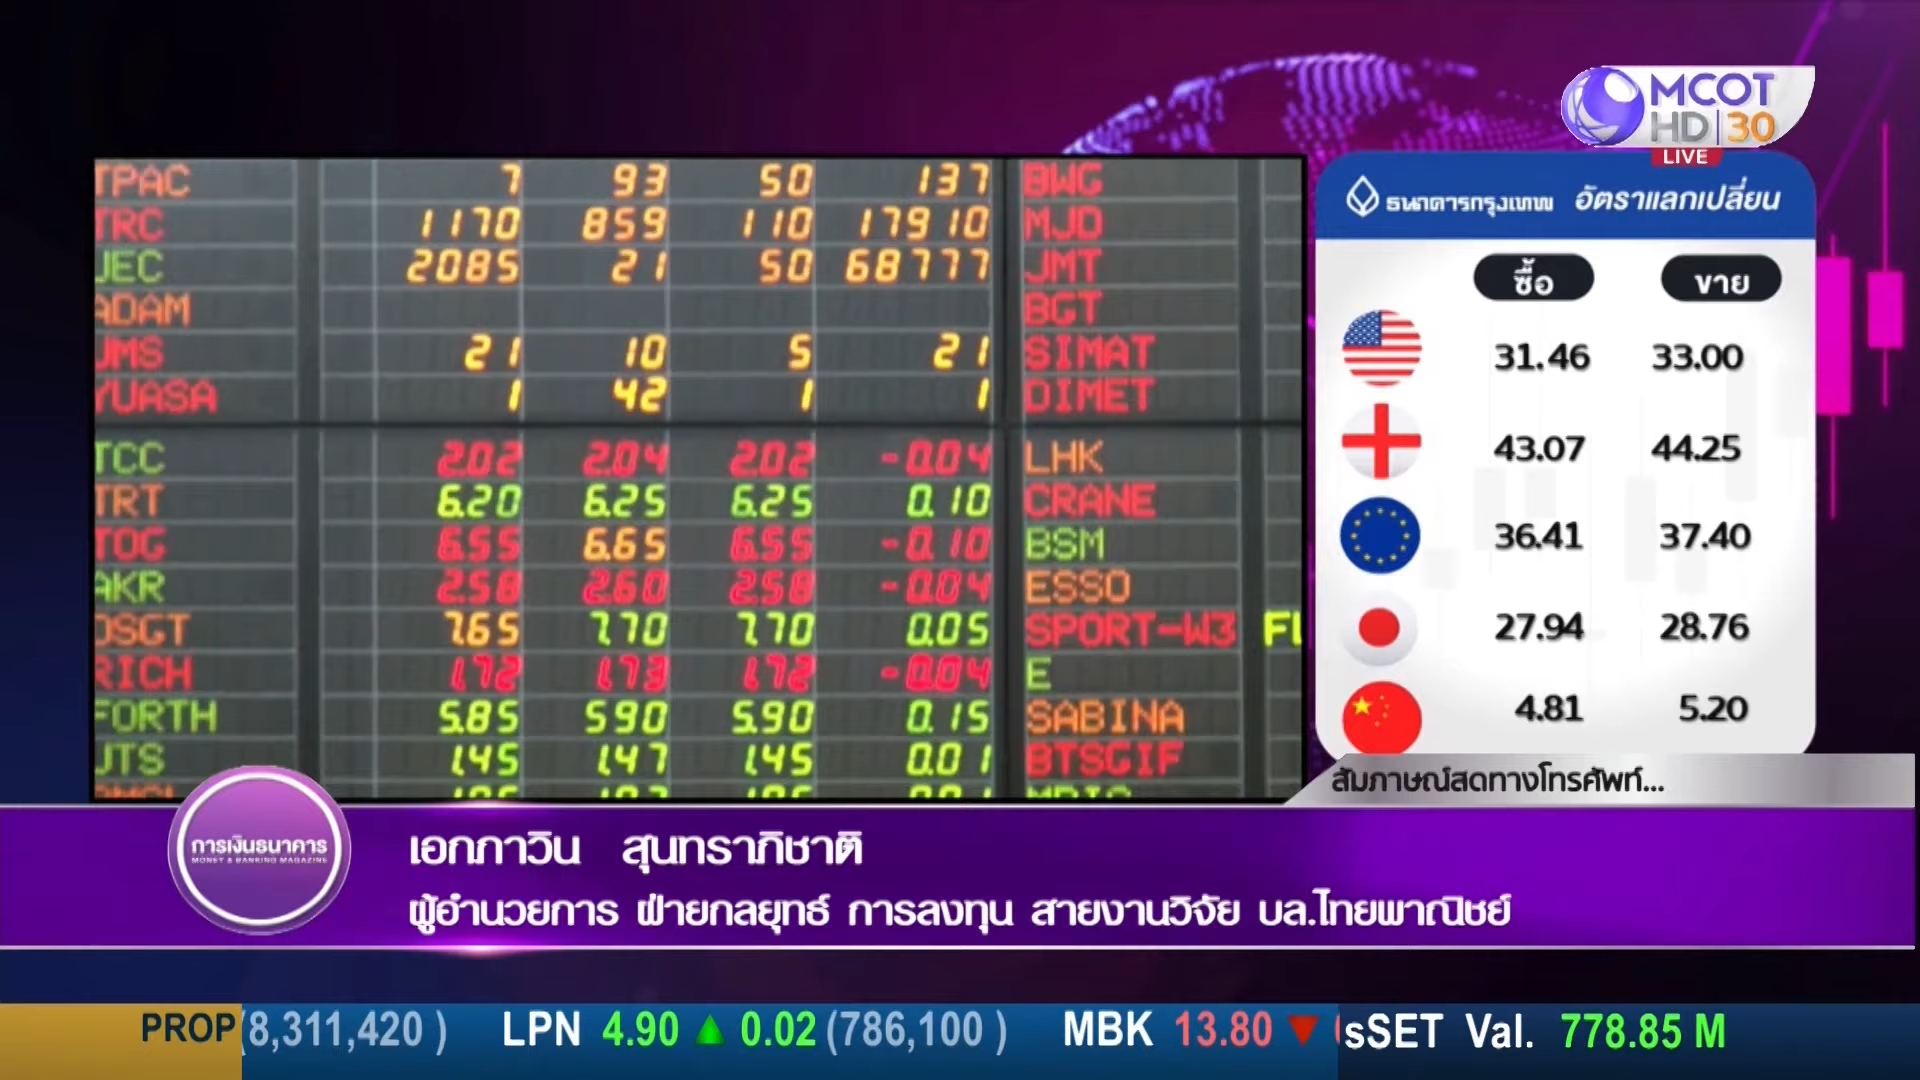 MCOT
HD 30
LIVE
TPAC 7 93 50 137 BWG
TRC 1170 859 110 17910 MJD
JEC 2085 21 50 68777 JMT
ADAM BGT
JMS 21 10 5 21 SIMAT
YUASA 1 42 1 1 DIMET
TCC 2.02 2.04 2.02 -0.04 LHK
TRT 6.20 6.25 6.25 0.10 CRANE
TOG 6.55 6.65 6.55 -0.10 BSM
AKR 2.58 2.60 2.58 -0.04 ESSO
DSGT 7.65 7.70 7.70 0.05 SPORT-W3
RICH 1.72 1.73 1.72 -0.04 E
FORTH 5.85 5.90 5.90 0.15 SABINA
UTS 1.45 1.47 1.45 0.01 BTSGIF
ธนาคารกรุงเทพ อัตราแลกเปลี่ยน
ซื้อ ขาย
31.46 33.00
43.07 44.25
36.41 37.40
27.94 28.76
4.81 5.20
สัมภาษณ์สดทางโทรศัพท์...
การเงินธนาคาร
MONEY & BANKING MAGAZINE
เอกภาวิน สุนทราภิชาติ
ผู้อำนวยการ ฝ่ายกลยุทธ์ การลงทุน สายงานวิจัย บล.ไทยพาณิชย์
PROP (8,311,420 ) LPN 4.90 ▲ 0.02 (786,100 ) MBK 13.80 ▼ sSET Val. 778.85 M